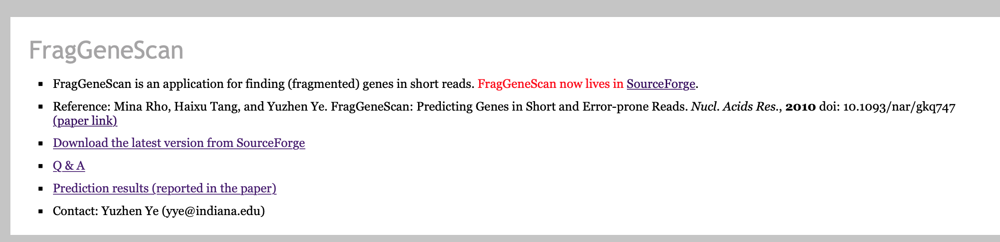 FragGeneScan
▪ FragGeneScan is an application for finding (fragmented) genes in short reads. FragGeneScan now lives in SourceForge.
▪ Reference: Mina Rho, Haixu Tang, and Yuzhen Ye. FragGeneScan: Predicting Genes in Short and Error-prone Reads. Nucl. Acids Res., 2010 doi: 10.1093/nar/gkq747
(paper link)
▪ Download the latest version from SourceForge
▪ Q & A
▪ Prediction results (reported in the paper)
▪ Contact: Yuzhen Ye (yye@indiana.edu)